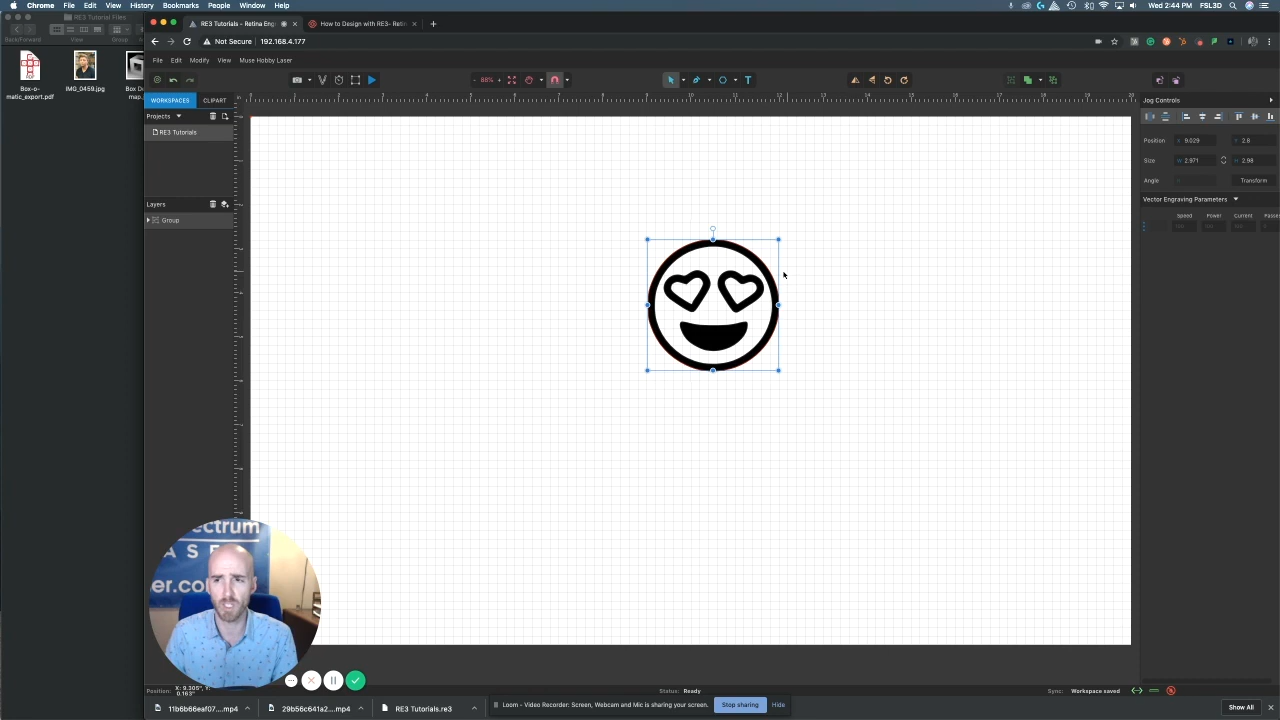 Chrome File Edit View History Bookmarks People Window Help
Wed 2:44 PM FSL3D
RE3 Tutorial Files
Back/Forward View Group
Box-o-matic_export.pdf
IMG_0459.jpg
RE3 Tutorials - Retina Eng
How to Design with RE3- Reti
Not Secure 192.168.4.177
File Edit Modify View Muse Hobby Laser
- 88% +
T
WORKSPACES CLIPART
Projects
RE3 Tutorials
Layers
Group
Jog Controls
Position X 9.029 Y 2.8
Size W 2.971 H 2.98
Angle Transform
Vector Engraving Parameters
Speed Power Current Passes
ectrum
A S E
er.co
Position: X: 9.305", Y: 0.163"
Status: Ready
Sync: Workspace saved
11b6b66eaf07....mp4
29b56c641a2....mp4
RE3 Tutorials.re3
Loom - Video Recorder: Screen, Webcam and Mic is sharing your screen.
Stop sharing
Hide
Show All